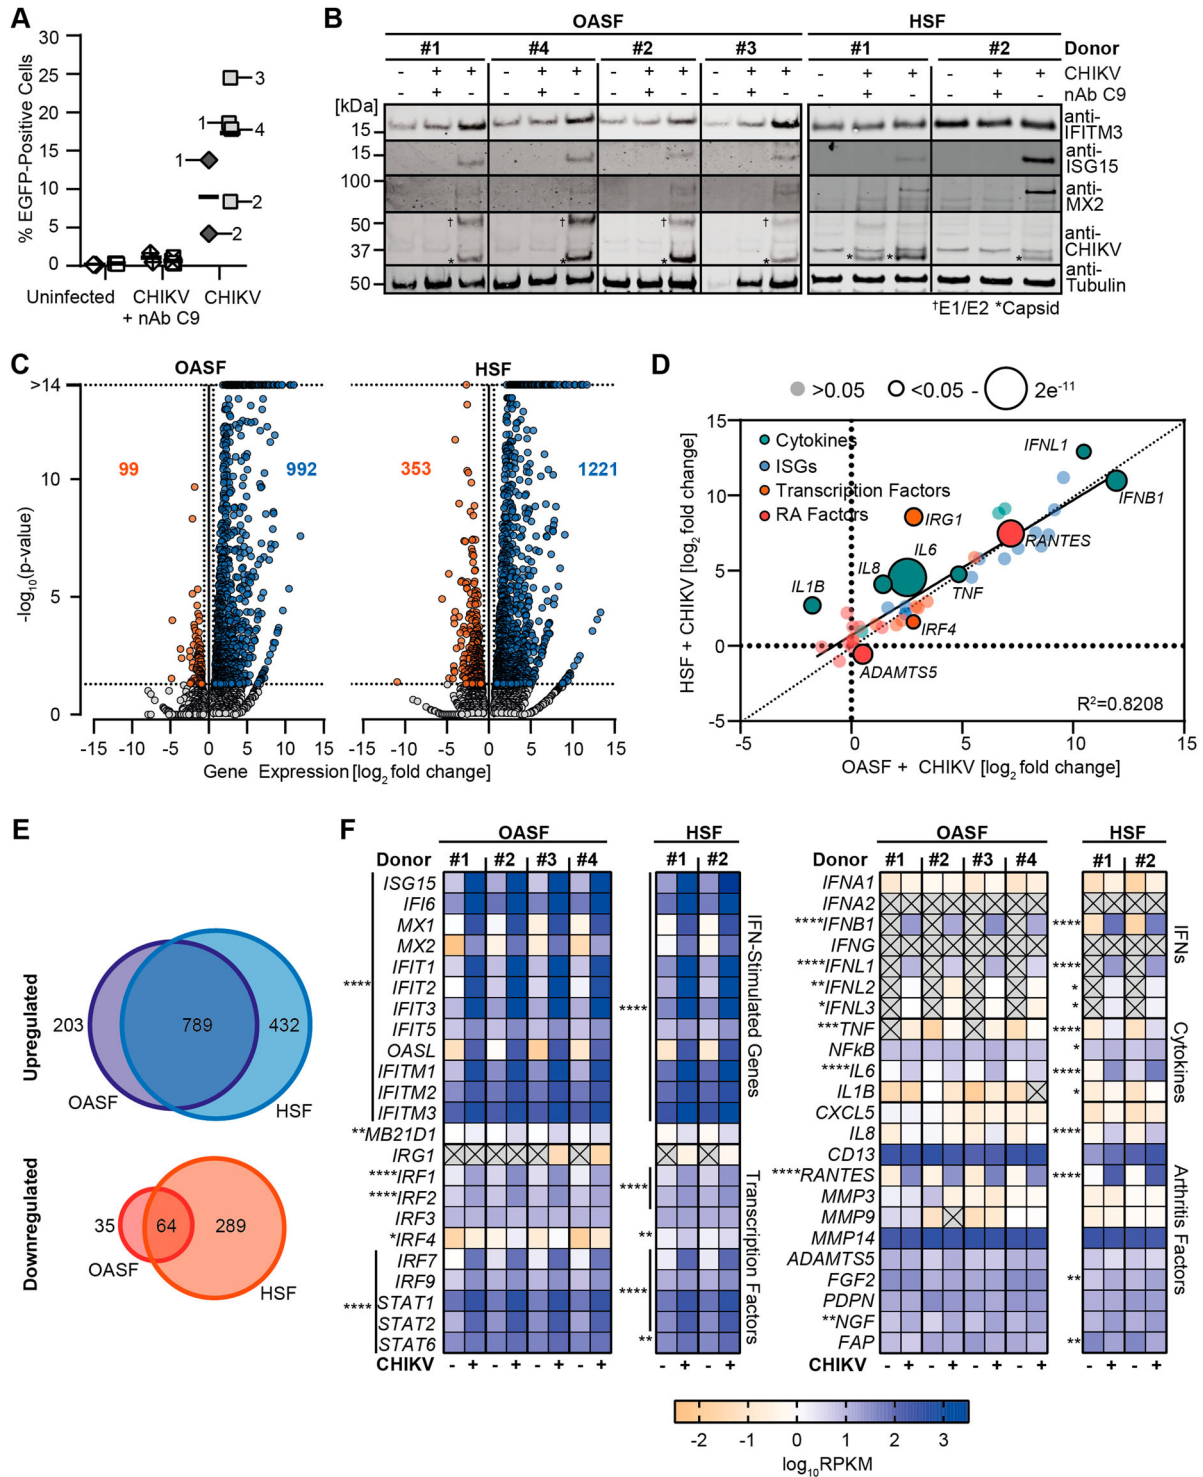 A
30
25
20
15
10
5
0
% EGFP-Positive Cells
3
1
4
1
2
2
Uninfected
CHIKV
+ nAb C9
CHIKV
B
OASF
HSF
#1
#4
#2
#3
#1
#2
Donor
- + + - + + - + + - + + - + + - + + CHIKV
- + - - + - - + - - + - - + - - + - nAb C9
[kDa]
15
anti-
IFITM3
15
anti-
ISG15
100
anti-
MX2
50
† † † †
37
* * * * * * *
anti-
CHIKV
50
anti-
Tubulin
†E1/E2 *Capsid
C
OASF
HSF
>14
10
5
0
-log10(p-value)
99
992
353
1221
-15 -10 -5 0 5 10 15
-15 -10 -5 0 5 10 15
Gene Expression [log2 fold change]
D
>0.05
<0.05 -
2e-11
15
10
5
0
-5
HSF + CHIKV [log2 fold change]
Cytokines
ISGs
Transcription Factors
RA Factors
IFNL1
IFNB1
IRG1
RANTES
IL6
IL8
TNF
IL1B
IRF4
ADAMTS5
R2=0.8208
-5 0 5 10 15
OASF + CHIKV [log2 fold change]
E
Upregulated
203
789
432
OASF
HSF
Downregulated
35
64
289
OASF
HSF
F
OASF
HSF
Donor #1 #2 #3 #4
#1 #2
ISG15
IFI6
MX1
MX2
IFIT1
IFIT2
IFIT3
IFIT5
OASL
IFITM1
IFITM2
IFITM3
****
****
IFN-Stimulated Genes
**MB21D1
IRG1
****IRF1
****IRF2
IRF3
*IRF4
IRF7
IRF9
STAT1
STAT2
STAT6
****
****
**
****
**
Transcription Factors
CHIKV - + - + - + - +
- + - +
OASF
HSF
Donor #1 #2 #3 #4
#1 #2
IFNA1
IFNA2
****IFNB1 ****
IFNG
****IFNL1 ****
**IFNL2 *
*IFNL3 *
IFNs
***TNF ****
NFkB *
****IL6 ****
IL1B *
CXCL5
IL8 ****
Cytokines
CD13
****RANTES ****
MMP3
MMP9
MMP14
ADAMTS5
FGF2 **
PDPN
**NGF
FAP **
Arthritis Factors
CHIKV - + - + - + - +
- + - +
-2 -1 0 1 2 3
log10RPKM